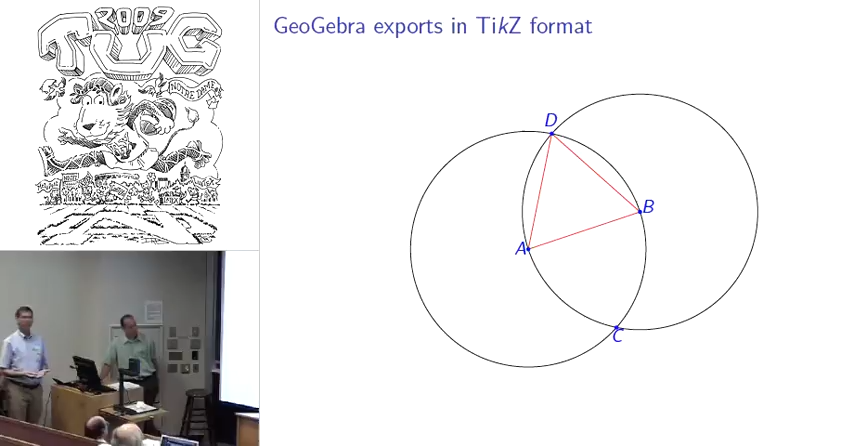 2009
TUG
NOTRE DAME
GeoGebra exports in TikZ format
D
B
A
C